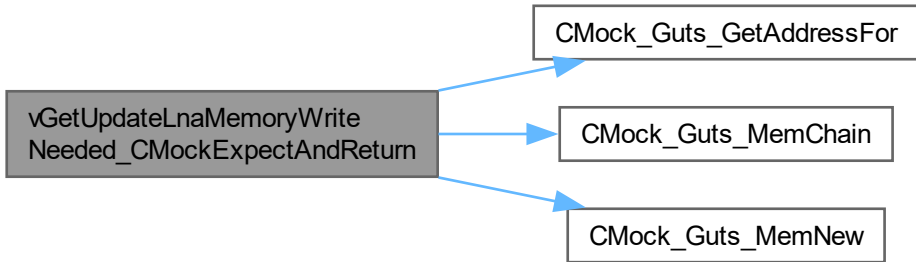 CMock_Guts_GetAddressFor
vGetUpdateLnaMemoryWrite
Needed_CMockExpectAndReturn
CMock_Guts_MemChain
CMock_Guts_MemNew